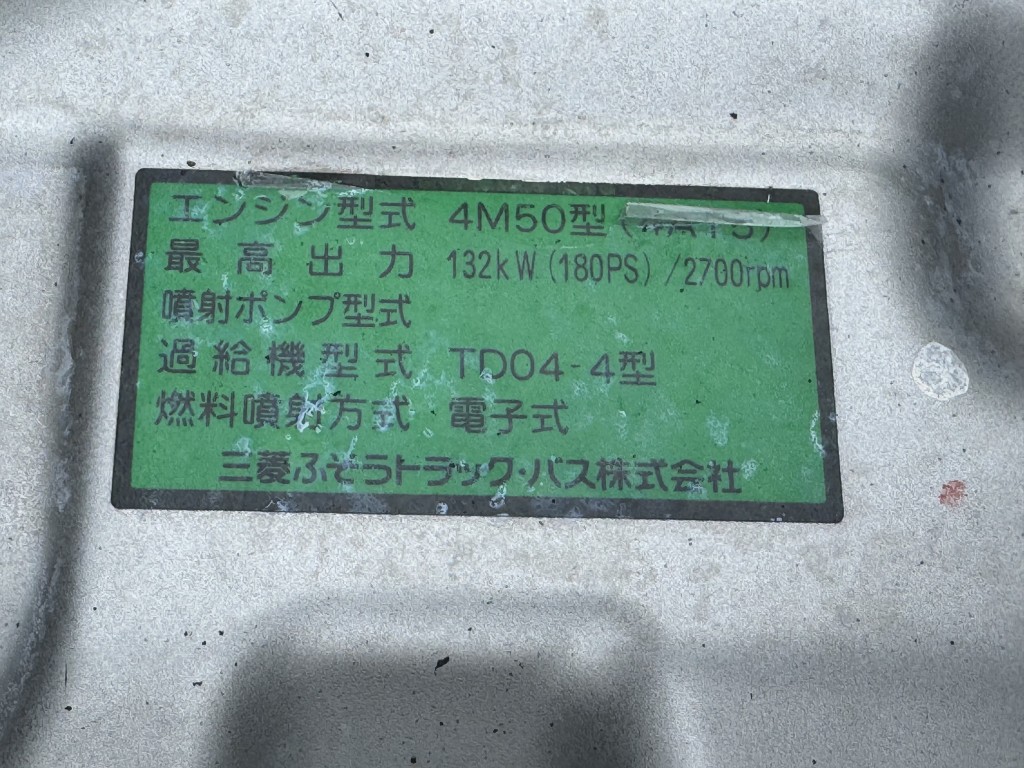 エンジン型式 4M50型(T5)
最高出力 132kW(180PS)/2700rpm
噴射ポンプ型式
過給機型式 TD04-4型
燃料噴射方式 電子式
三菱ふそうトラック・バス株式会社